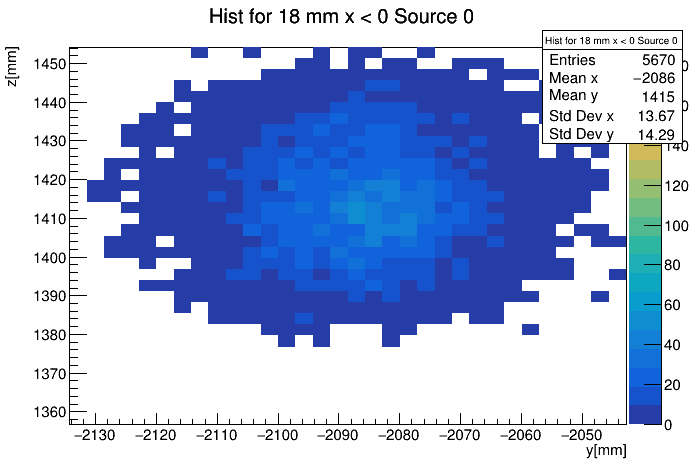 Hist for 18 mm x < 0 Source 0
z[mm]
Hist for 18 mm x < 0 Source 0
Entries 5670
Mean x −2086
Mean y 1415
Std Dev x 13.67
Std Dev y 14.29
1450
1440
1430
1420
1410
1400
1390
1380
1370
1360
140
120
100
80
60
40
20
0
−2130 −2120 −2110 −2100 −2090 −2080 −2070 −2060 −2050
y[mm]